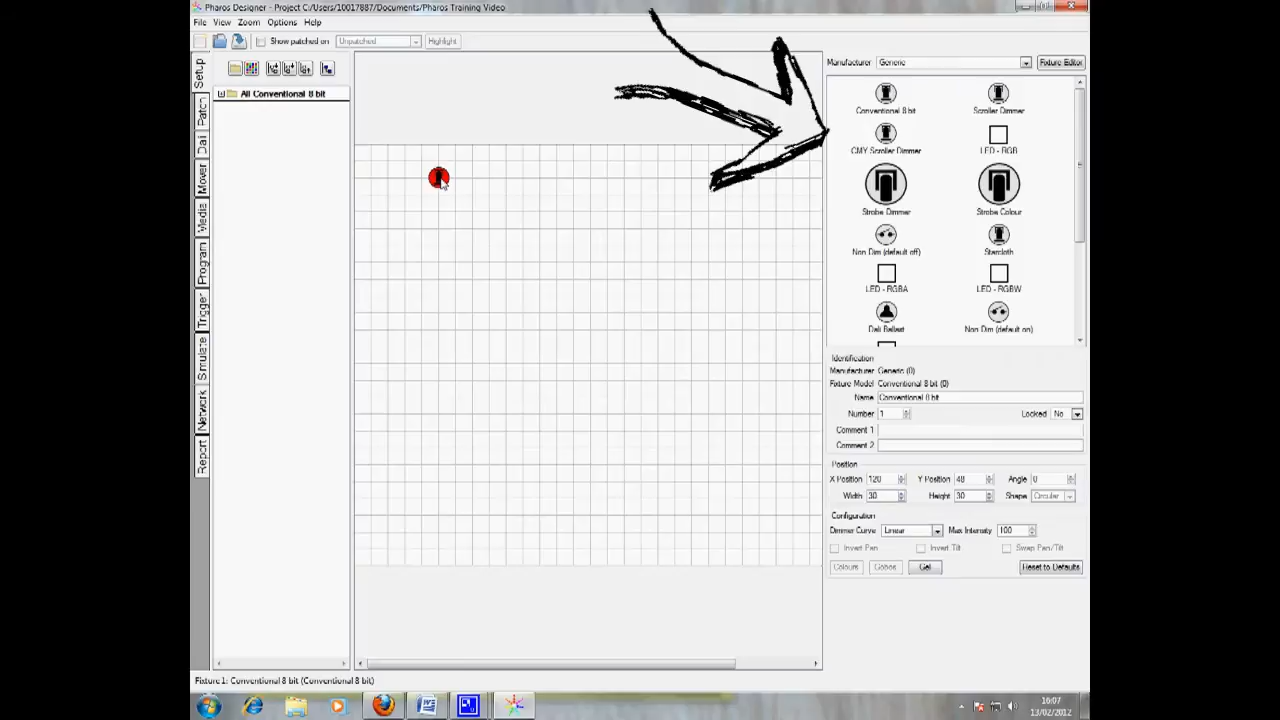 Pharos Designer - Project C:/Users/10017887/Documents/Pharos Training Video
File View Zoom Options Help
Show patched on Unpatched Highlight
Manufacturer Generic Fixture Editor
Setup
Patch
Dali
Mover
Media
Program
Trigger
Simulate
Network
Report
All Conventional 8 bit
Conventional 8 bit Scroller Dimmer
CMY Scroller Dimmer LED - RGB
Strobe Dimmer Strobe Colour
Non Dim (default off) Starcloth
LED - RGBA LED - RGBW
Dali Ballast Non Dim (default on)
Identification
Manufacturer Generic (0)
Fixture Model Conventional 8 bit (0)
Name Conventional 8 bit
Number 1 Locked No
Comment 1
Comment 2
Position
X Position 120 Y Position 48 Angle 0
Width 30 Height 30 Shape Circular
Configuration
Dimmer Curve Linear Max Intensity 100
Invert Pan Invert Tilt Swap Pan/Tilt
Colours Gobos Gel Reset to Defaults
Fixture 1: Conventional 8 bit (Conventional 8 bit)
16:07
13/02/2012